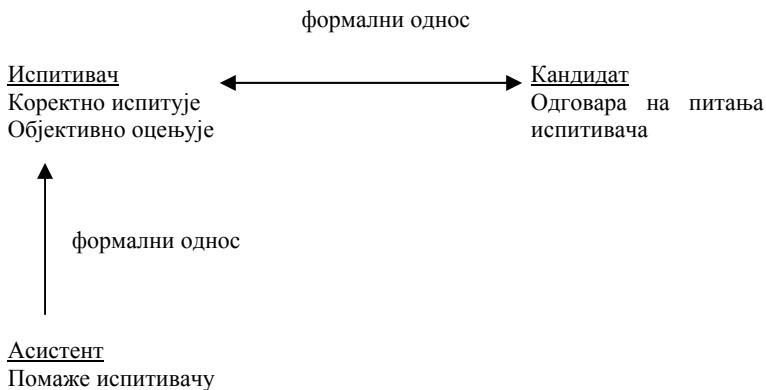 формални однос
Испитивач
Коректно испитује
Објективно оцењује
Кандидат
Одговара на питања
испитивача
формални однос
Асистент
Помаже испитивачу